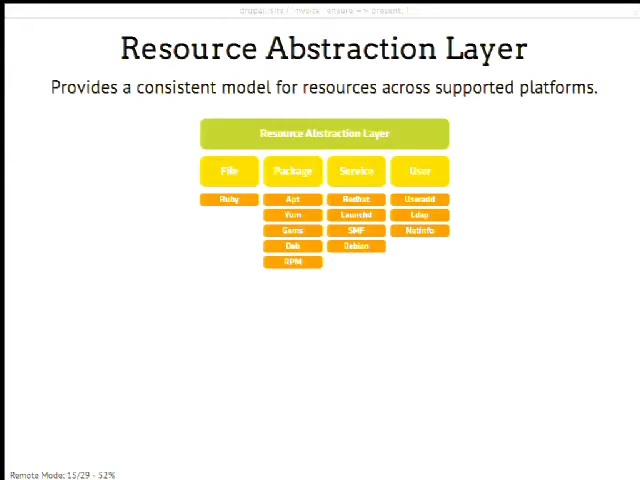 Resource Abstraction Layer
Provides a consistent model for resources across supported platforms.
Resource Abstraction Layer
File Package Service User
Ruby Apt Redhat Useradd
Yum Launchd Ldap
Gems SMF Netinfo
Deb Debian
RPM
Remote Mode: 15/29 - 52%